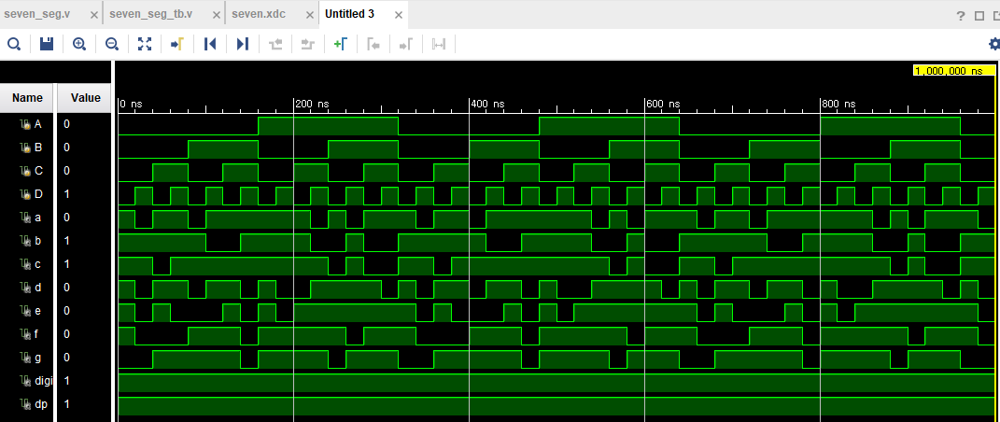 seven_seg.v × seven_seg_tb.v × seven.xdc × Untitled 3 ×
?
1,000,000 ns
Name Value
0 ns 200 ns 400 ns 600 ns 800 ns
A 0
B 0
C 0
D 1
a 0
b 1
c 1
d 0
e 0
f 0
g 0
digi 1
dp 1